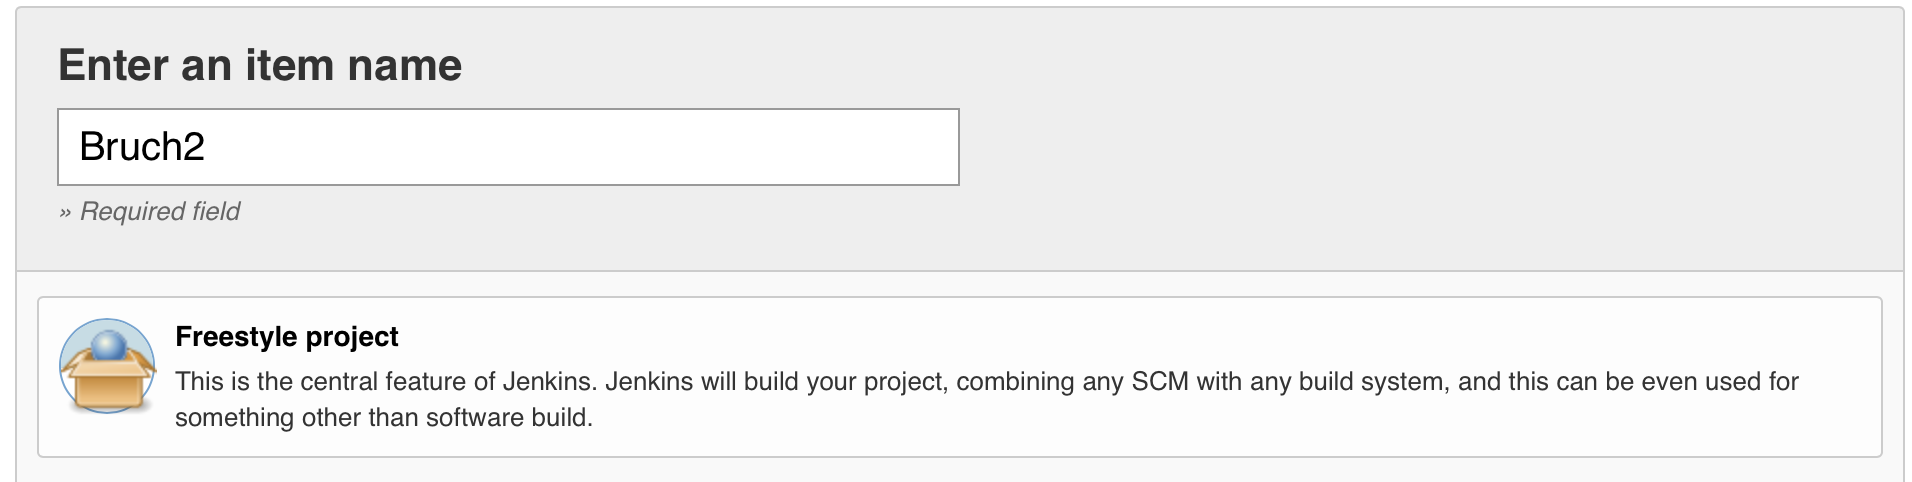 Enter an item name
Bruch2
» Required field
Freestyle project
This is the central feature of Jenkins. Jenkins will build your project, combining any SCM with any build system, and this can be even used for
something other than software build.